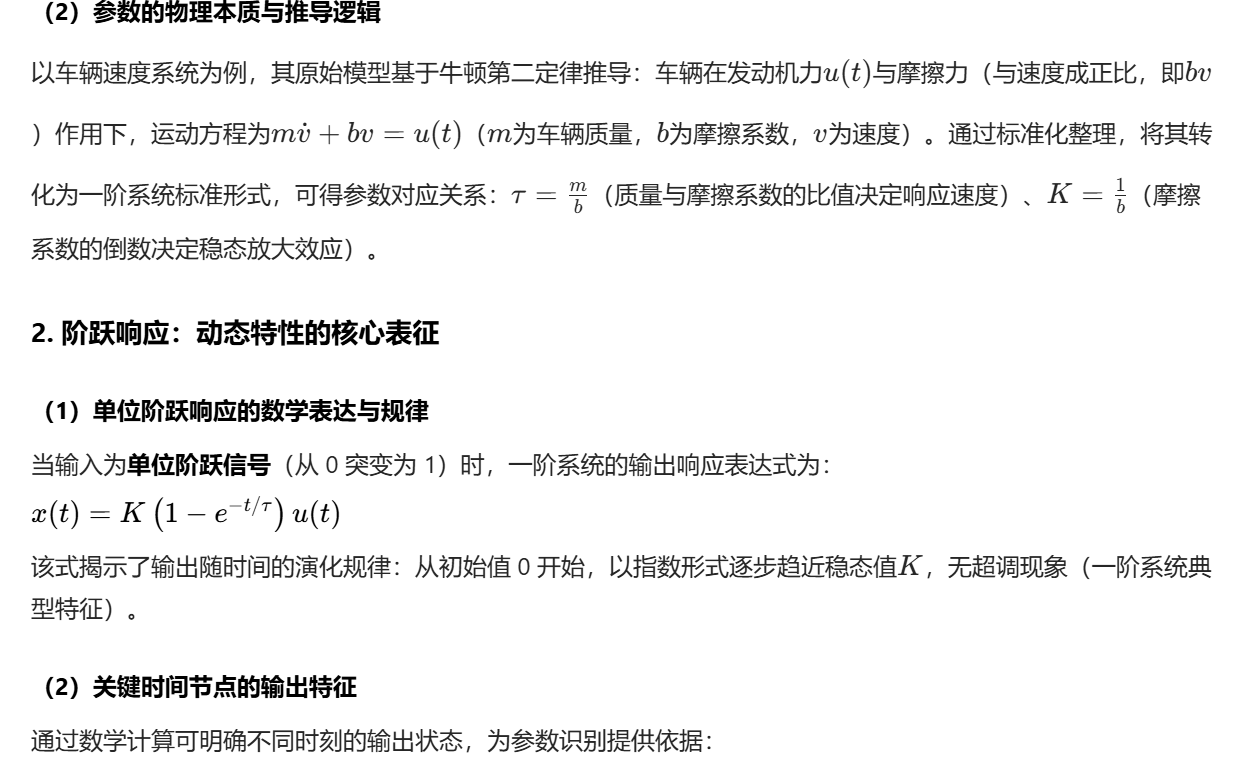 （2）参数的物理本质与推导逻辑
以车辆速度系统为例，其原始模型基于牛顿第二定律推导：车辆在发动机力u(t)与摩擦力（与速度成正比，即bv
）作用下，运动方程为mv̇ + bv = u(t)（m为车辆质量，b为摩擦系数，v为速度）。通过标准化整理，将其转
化为一阶系统标准形式，可得参数对应关系：τ = m/b（质量与摩擦系数的比值决定响应速度）、K = 1/b（摩擦
系数的倒数决定稳态放大效应）。
2. 阶跃响应：动态特性的核心表征
（1）单位阶跃响应的数学表达与规律
当输入为单位阶跃信号（从 0 突变为 1）时，一阶系统的输出响应表达式为：
x(t) = K (1 − e^{−t/τ}) u(t)
该式揭示了输出随时间的演化规律：从初始值 0 开始，以指数形式逐步趋近稳态值K，无超调现象（一阶系统典
型特征）。
（2）关键时间节点的输出特征
通过数学计算可明确不同时刻的输出状态，为参数识别提供依据：